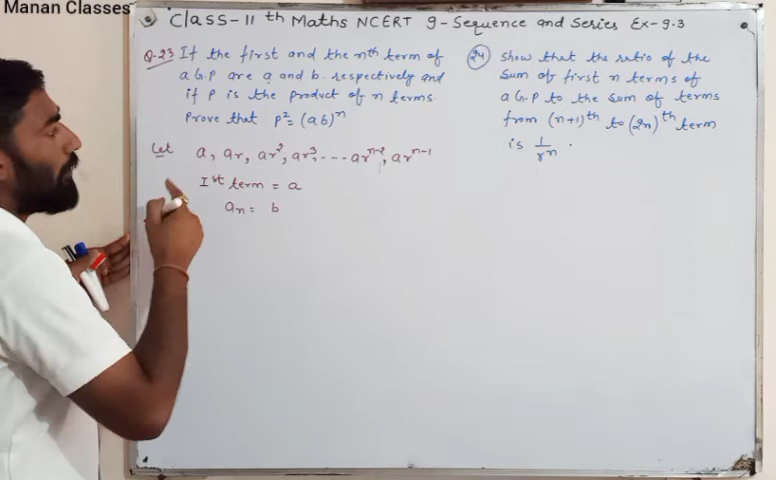 Manan Classes
Class-11 th Maths NCERT 9-Sequence and Series Ex-9.3
Q.23 If the first and the nth term of
a G.P are a and b. respectively and
if P is the product of n terms
Prove that P²= (ab)ⁿ
Let a, ar, ar², ar³, --- arⁿ⁻², arⁿ⁻¹
Iˢᵗ term = a
aₙ = b
24 Show that the ratio of the
Sum of first n terms of
a G.P to the sum of terms
from (n+1)ᵗʰ to (2n)ᵗʰ term
is 1/rⁿ .